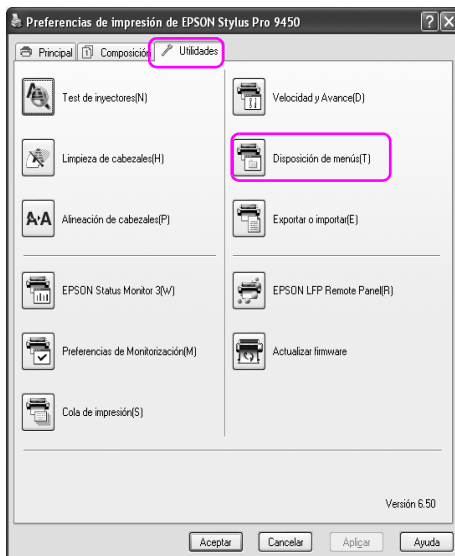 Preferencias de impresión de EPSON Stylus Pro 9450
Principal
Composición
Utilidades
Test de inyectores(N)
Velocidad y Avance(D)
Limpieza de cabezales(H)
Disposición de menús(T)
Alineación de cabezales(P)
Exportar o importar(E)
EPSON Status Monitor 3(W)
EPSON LFP Remote Panel(R)
Preferencias de Monitorización(M)
Actualizar firmware
Cola de impresión(S)
Versión 6.50
Aceptar
Cancelar
Aplicar
Ayuda